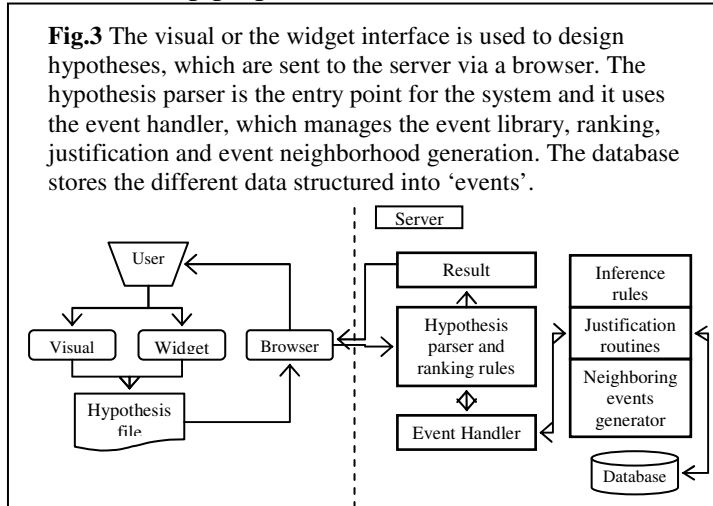 Fig.3 The visual or the widget interface is used to design
hypotheses, which are sent to the server via a browser. The
hypothesis parser is the entry point for the system and it uses
the event handler, which manages the event library, ranking,
justification and event neighborhood generation. The database
stores the different data structured into ‘events’.
Server
User
Visual
Widget
Browser
Hypothesis
file
Result
Hypothesis
parser and
ranking rules
Event Handler
Inference
rules
Justification
routines
Neighboring
events
generator
Database